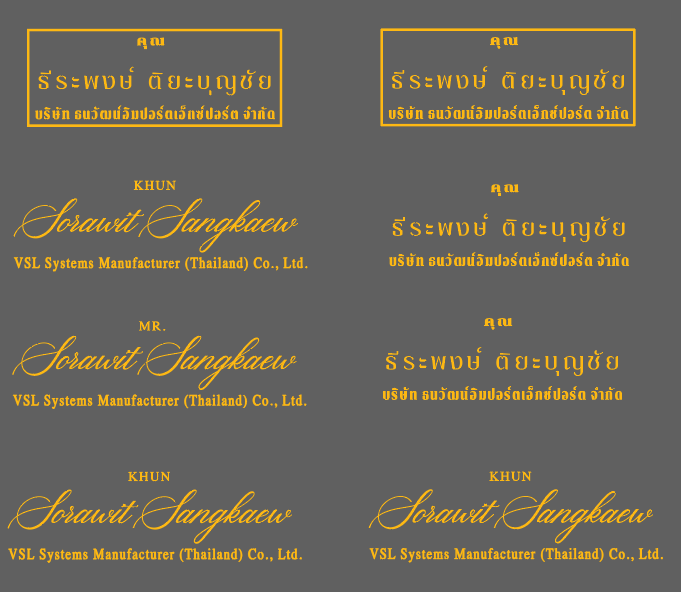 คุณ
ธีระพงษ์ ติยะบุญชัย
บริษัท ธนวัฒน์อิมปอร์ตเอ็กซ์ปอร์ต จำกัด
คุณ
ธีระพงษ์ ติยะบุญชัย
บริษัท ธนวัฒน์อิมปอร์ตเอ็กซ์ปอร์ต จำกัด
KHUN
Sorawit Sangkaew
VSL Systems Manufacturer (Thailand) Co., Ltd.
คุณ
ธีระพงษ์ ติยะบุญชัย
บริษัท ธนวัฒน์อิมปอร์ตเอ็กซ์ปอร์ต จำกัด
MR.
Sorawit Sangkaew
VSL Systems Manufacturer (Thailand) Co., Ltd.
คุณ
ธีระพงษ์ ติยะบุญชัย
บริษัท ธนวัฒน์อิมปอร์ตเอ็กซ์ปอร์ต จำกัด
KHUN
Sorawit Sangkaew
VSL Systems Manufacturer (Thailand) Co., Ltd.
KHUN
Sorawit Sangkaew
VSL Systems Manufacturer (Thailand) Co., Ltd.